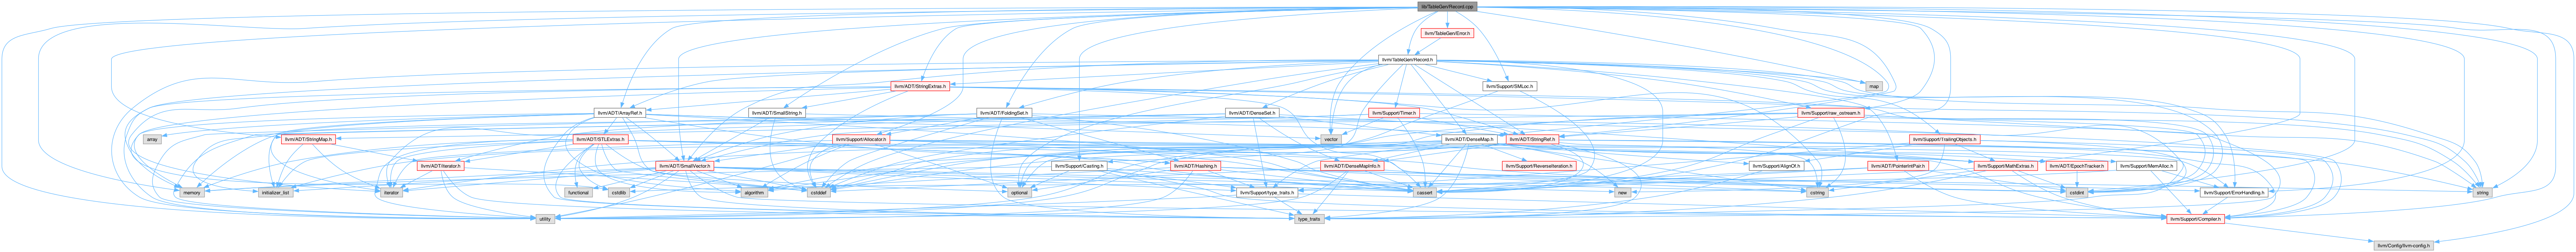 lib/TableGen/Record.cpp
llvm/TableGen/Error.h
llvm/TableGen/Record.h
llvm/ADT/StringExtras.h
llvm/Support/SMLoc.h
map
llvm/ADT/ArrayRef.h
llvm/ADT/SmallString.h
llvm/ADT/FoldingSet.h
llvm/ADT/DenseSet.h
llvm/Support/Timer.h
llvm/Support/raw_ostream.h
array
llvm/ADT/StringMap.h
llvm/ADT/STLExtras.h
llvm/Support/Allocator.h
vector
llvm/ADT/DenseMap.h
llvm/ADT/StringRef.h
llvm/Support/TrailingObjects.h
llvm/ADT/iterator.h
llvm/ADT/SmallVector.h
llvm/ADT/Hashing.h
llvm/Support/Casting.h
llvm/ADT/DenseMapInfo.h
llvm/Support/ReverseIteration.h
llvm/Support/AlignOf.h
llvm/ADT/PointerIntPair.h
llvm/Support/MathExtras.h
llvm/ADT/EpochTracker.h
llvm/Support/MemAlloc.h
memory
initializer_list
iterator
functional
cstdlib
algorithm
cstddef
optional
llvm/Support/type_traits.h
cassert
new
cstring
cstdint
llvm/Support/ErrorHandling.h
string
utility
type_traits
llvm/Support/Compiler.h
llvm/Config/llvm-config.h